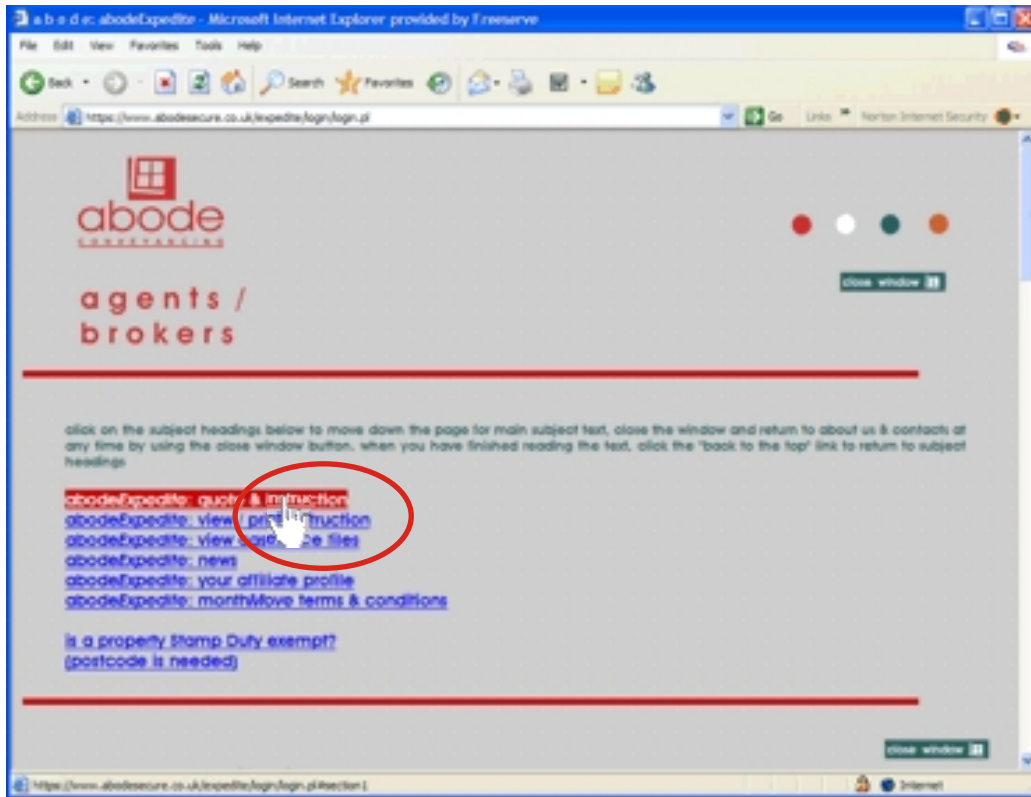 a b o d e: abodeExpedite - Microsoft Internet Explorer provided by Freeserve
File Edit View Favorites Tools Help
Back Search Favorites
Address https://www.abodesecure.co.uk/expedite/login/login.pl Go Links Norton Internet Security
abode
CONVEYANCING
close window
agents /
brokers
click on the subject headings below to move down the page for main subject text, close the window and return to about us & contacts at
any time by using the close window button. when you have finished reading the text, click the "back to the top" link to return to subject
headings
abodeExpedite: quote & instruction
abodeExpedite: view / print instruction
abodeExpedite: view files
abodeExpedite: news
abodeExpedite: your affiliate profile
abodeExpedite: monthMove terms & conditions
is a property Stamp Duty exempt?
(postcode is needed)
close window
https://www.abodesecure.co.uk/expedite/login/login.pl#section1 Internet